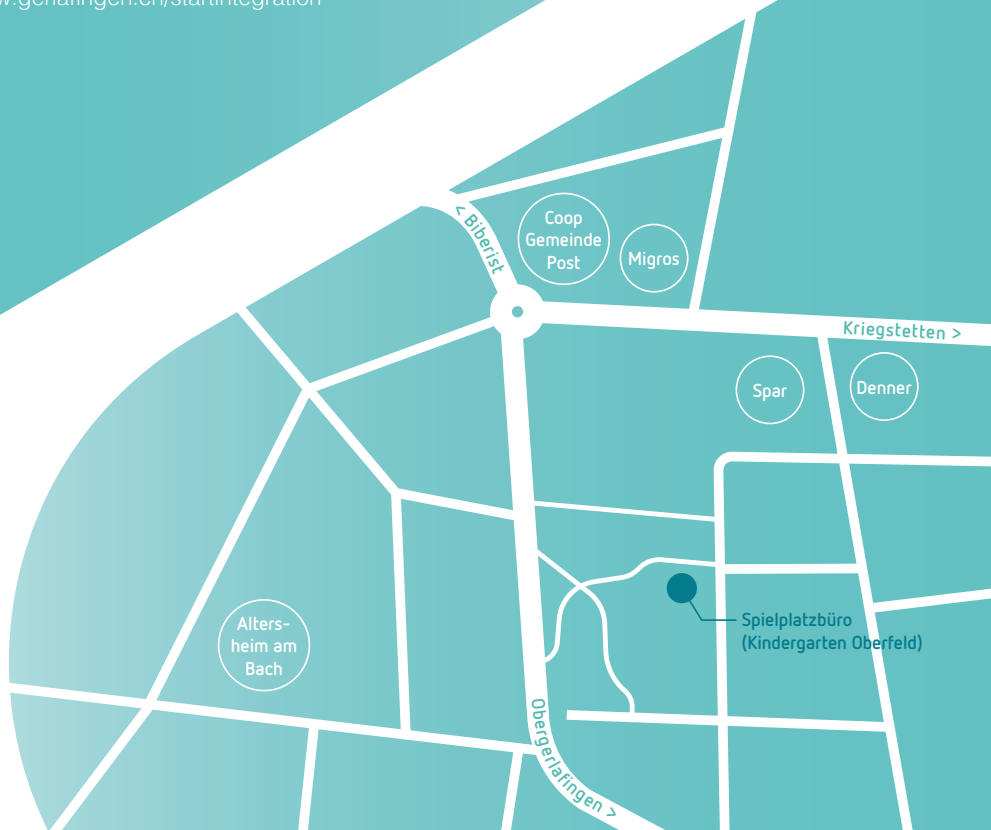 < Biberist
Coop
Gemeinde
Post
Migros
Kriegstetten >
Spar
Denner
Spielplatzbüro
(Kindergarten Oberfeld)
Alters-
heim am
Bach
Obergerlafingen >